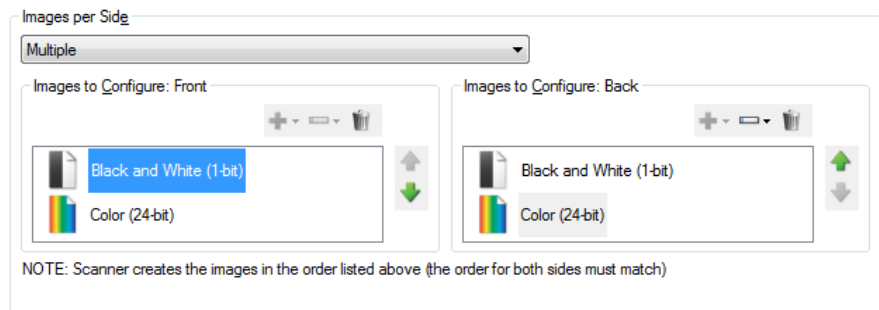 Images per Side
Multiple
Images to Configure: Front
Black and White (1-bit)
Color (24-bit)
Images to Configure: Back
Black and White (1-bit)
Color (24-bit)
NOTE: Scanner creates the images in the order listed above (the order for both sides must match)